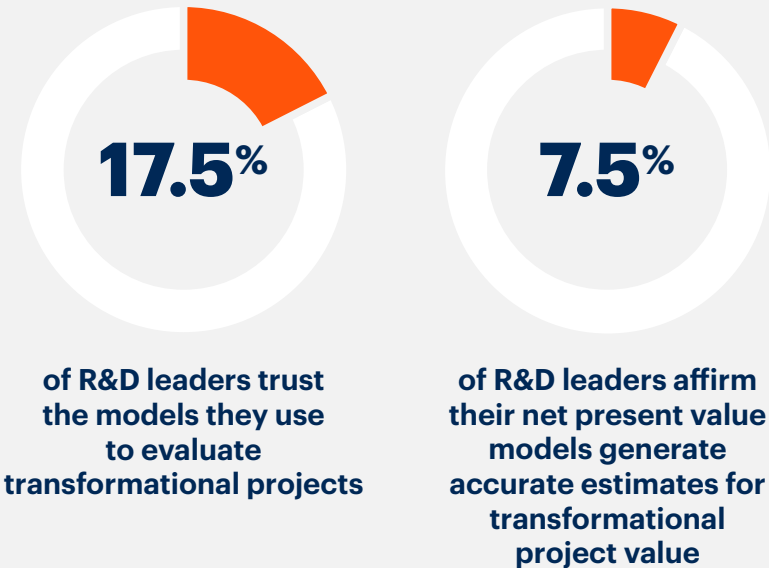 17.5%
of R&D leaders trust
the models they use
to evaluate
transformational projects
7.5%
of R&D leaders affirm
their net present value
models generate
accurate estimates for
transformational
project value